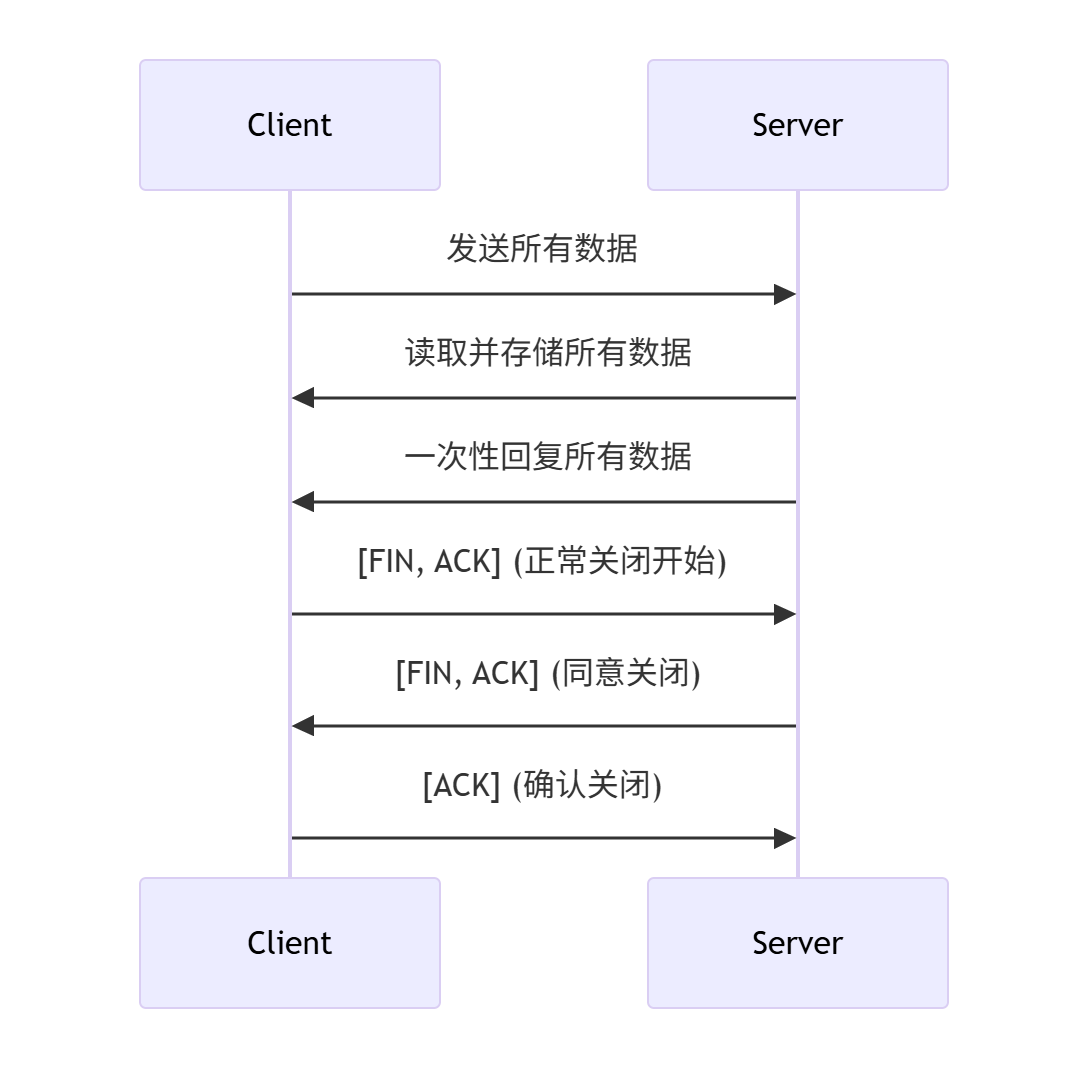 Client
Server
发送所有数据
读取并存储所有数据
一次性回复所有数据
[FIN, ACK] (正常关闭开始)
[FIN, ACK] (同意关闭)
[ACK] (确认关闭)
Client
Server